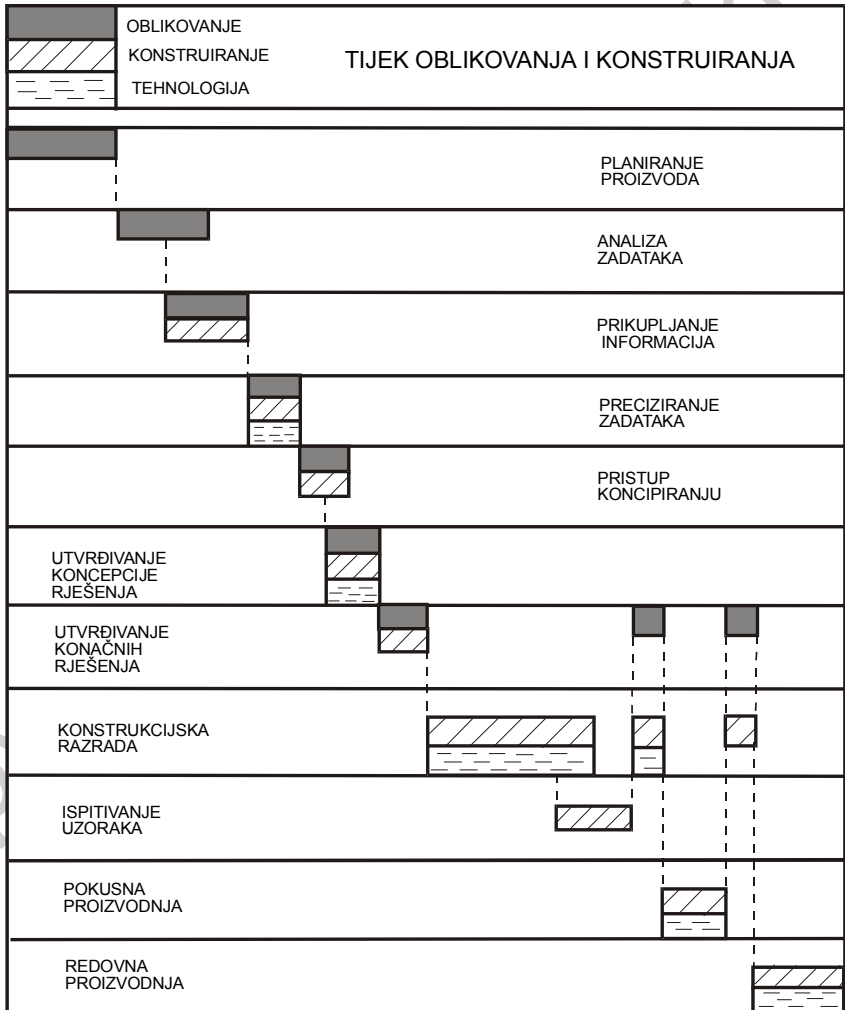 OBLIKOVANJE
KONSTRUIRANJE
TEHNOLOGIJA
TIJEK OBLIKOVANJA I KONSTRUIRANJA
PLANIRANJE
PROIZVODA
ANALIZA
ZADATAKA
PRIKUPLJANJE
INFORMACIJA
PRECIZIRANJE
ZADATAKA
PRISTUP
KONCIPIRANJU
UTVRĐIVANJE
KONCEPCIJE
RJEŠENJA
UTVRĐIVANJE
KONAČNIH
RJEŠENJA
KONSTRUKCIJSKA
RAZRADA
ISPITIVANJE
UZORAKA
POKUSNA
PROIZVODNJA
REDOVNA
PROIZVODNJA